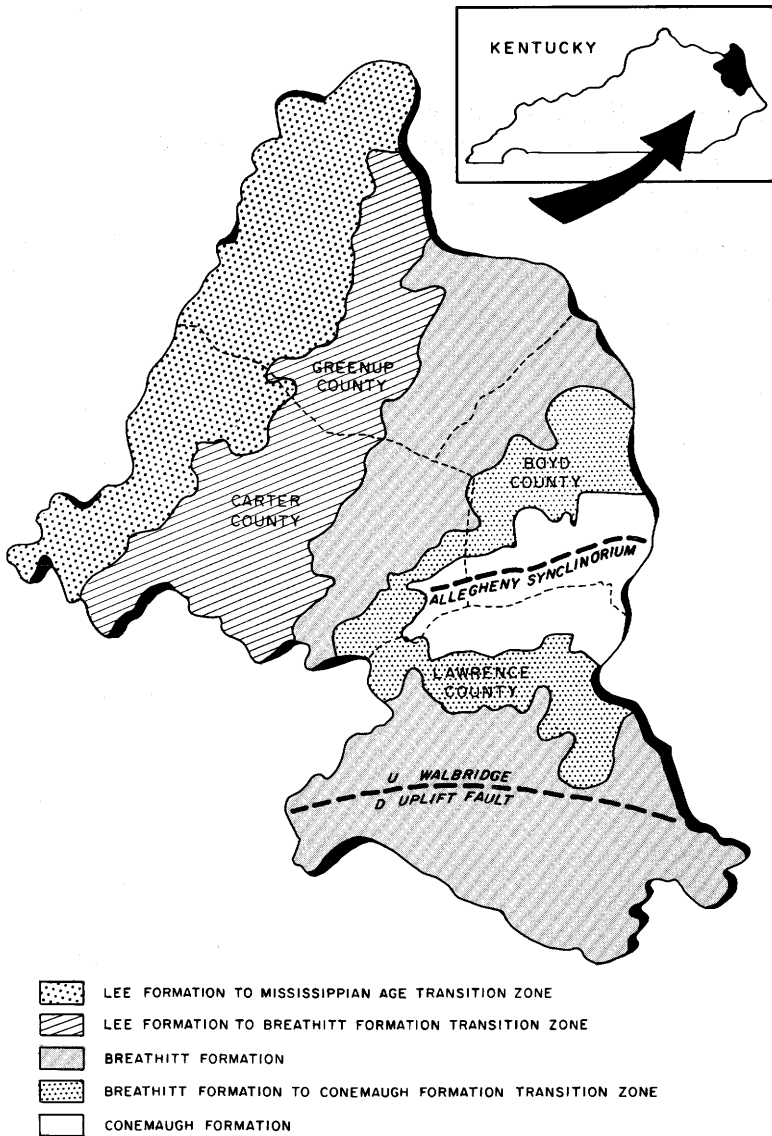 KENTUCKY
GREENUP
COUNTY
BOYD
COUNTY
CARTER
COUNTY
ALLEGHENY SYNCLINORIUM
LAWRENCE
COUNTY
U WALBRIDGE
D UPLIFT FAULT
LEE FORMATION TO MISSISSIPPIAN AGE TRANSITION ZONE
LEE FORMATION TO BREATHITT FORMATION TRANSITION ZONE
BREATHITT FORMATION
BREATHITT FORMATION TO CONEMAUGH FORMATION TRANSITION ZONE
CONEMAUGH FORMATION